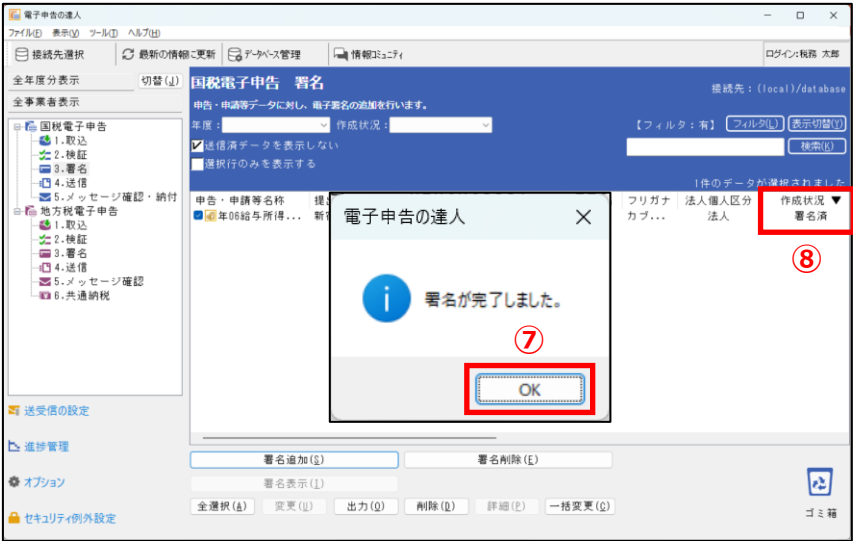 電子申告の達人
ファイル(F) 表示(V) ツール(T) ヘルプ(H)
接続先選択 最新の情報に更新 データベース管理 情報コミュニティ ログイン:税務 太郎
全年度分表示 切替(J)
全事業者表示
国税電子申告
1.取込
2.検証
3.署名
4.送信
5.メッセージ確認・納付
地方税電子申告
1.取込
2.検証
3.署名
4.送信
5.メッセージ確認
6.共通納税
送受信の設定
進捗管理
オプション
セキュリティ例外設定
国税電子申告 署名
接続先：(local)/database
申告・申請等データに対し、電子署名の追加を行います。
年度： 作成状況：
【フィルタ：有】 フィルタ(L) 表示切替(Y)
送信済データを表示しない
検索(K)
選択行のみを表示する
1件のデータが選択されました
申告・申請等名称 フリガナ 法人個人区分 作成状況 ▼
年06給与所得... 新 カブ... 法人 署名済
⑧
電子申告の達人
署名が完了しました。
⑦
OK
署名追加(S) 署名削除(E)
署名表示(I)
全選択(A) 変更(U) 出力(O) 削除(D) 詳細(P) 一括変更(C)
ゴミ箱